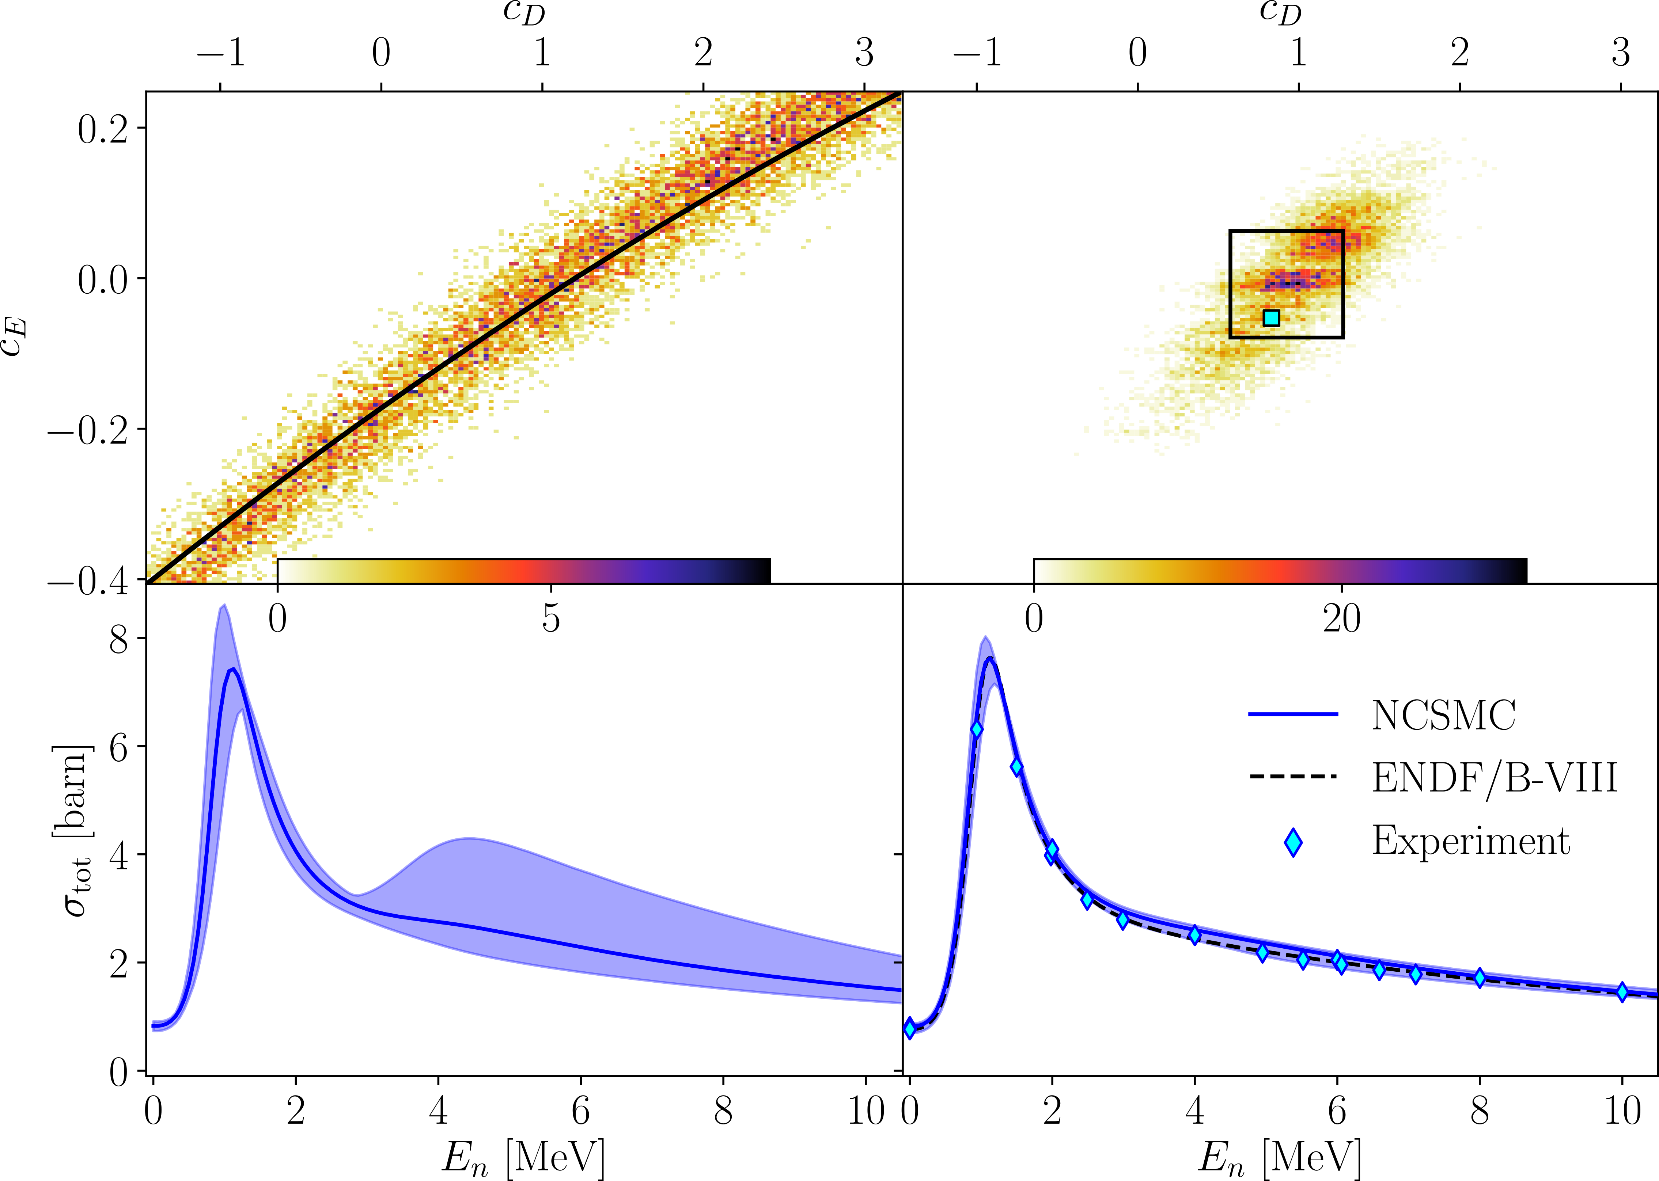 c_D c_D
−1 0 1 2 3 −1 0 1 2 3
0.2
0.0
−0.2
−0.4
c_E
0 5 0 20
8
6
4
2
0
σ_tot [barn]
NCSMC
ENDF/B-VIII
Experiment
0 2 4 6 8 10 0 2 4 6 8 10
E_n [MeV] E_n [MeV]